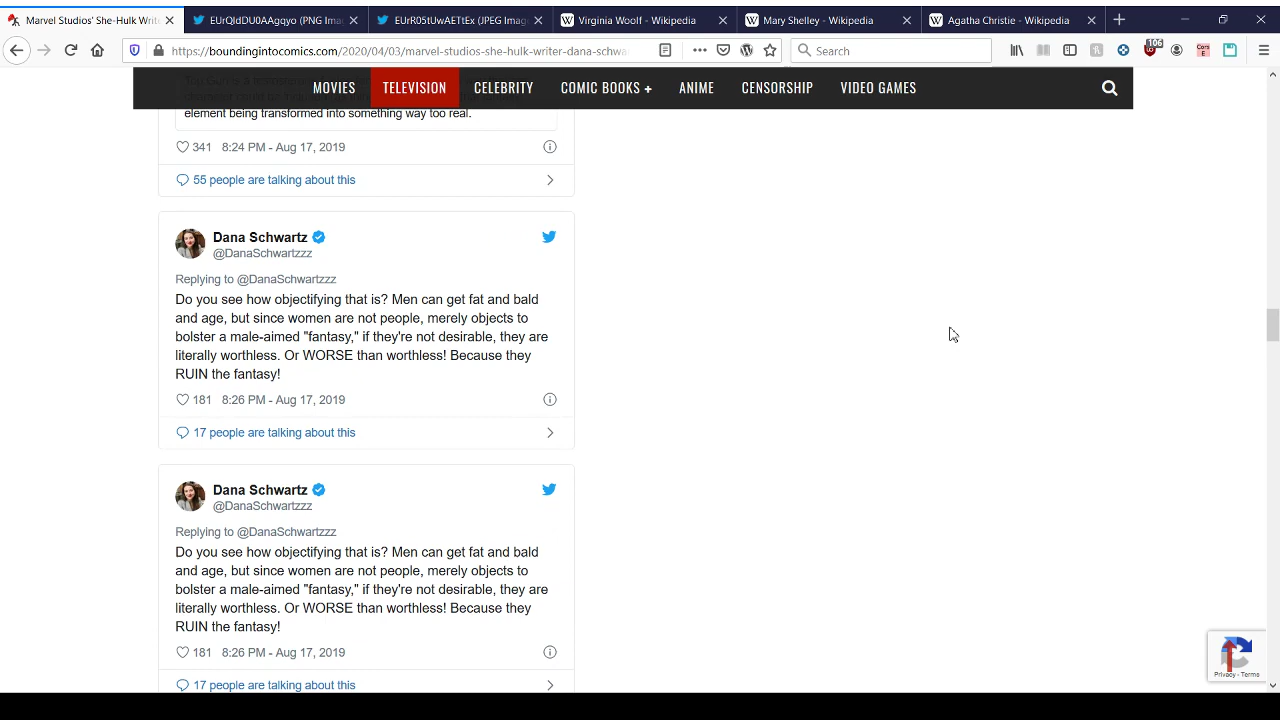 Marvel Studios' She-Hulk Write
EUrQIdDU0AAgqyo (PNG Ima
EUrR05tUwAETtEx (JPEG Image
Virginia Woolf - Wikipedia
Mary Shelley - Wikipedia
Agatha Christie - Wikipedia
https://boundingintocomics.com/2020/04/03/marvel-studios-she-hulk-writer-dana-schwa
Search
106
MOVIES TELEVISION CELEBRITY COMIC BOOKS + ANIME CENSORSHIP VIDEO GAMES
element being transformed into something way too real.
341 8:24 PM - Aug 17, 2019
55 people are talking about this
Dana Schwartz
@DanaSchwartzzz
Replying to @DanaSchwartzzz
Do you see how objectifying that is? Men can get fat and bald
and age, but since women are not people, merely objects to
bolster a male-aimed "fantasy," if they're not desirable, they are
literally worthless. Or WORSE than worthless! Because they
RUIN the fantasy!
181 8:26 PM - Aug 17, 2019
17 people are talking about this
Dana Schwartz
@DanaSchwartzzz
Replying to @DanaSchwartzzz
Do you see how objectifying that is? Men can get fat and bald
and age, but since women are not people, merely objects to
bolster a male-aimed "fantasy," if they're not desirable, they are
literally worthless. Or WORSE than worthless! Because they
RUIN the fantasy!
181 8:26 PM - Aug 17, 2019
17 people are talking about this
Privacy - Terms